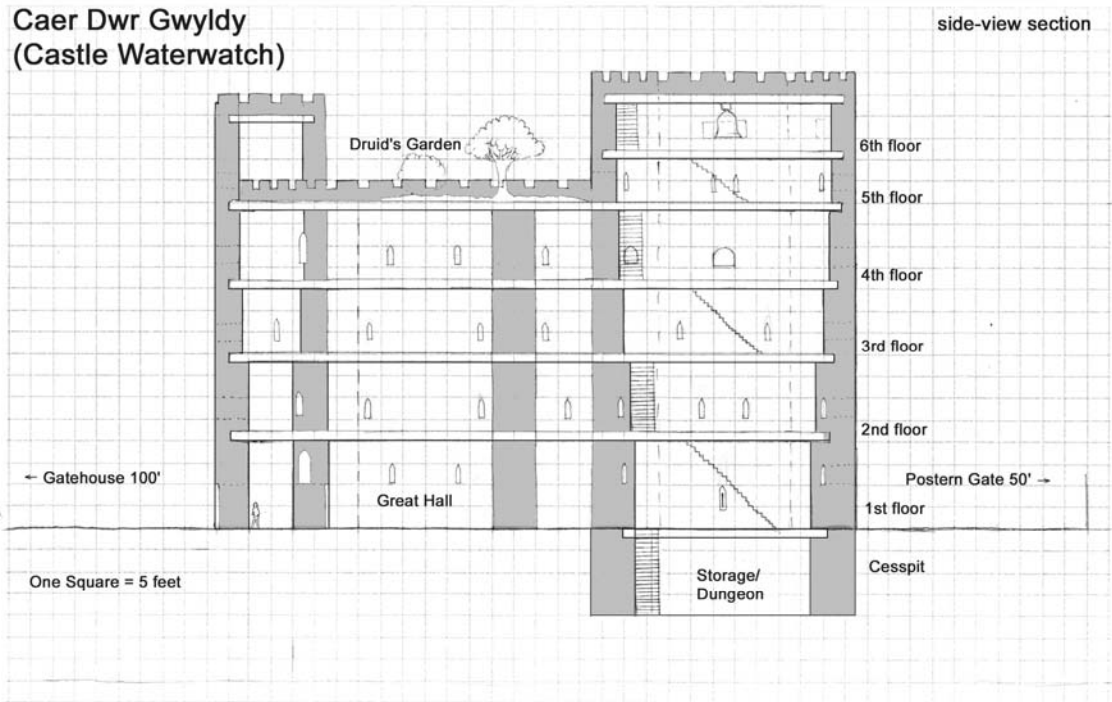 Caer Dwr Gwyldy
(Castle Waterwatch)
side-view section
Druid's Garden
6th floor
5th floor
4th floor
3rd floor
2nd floor
← Gatehouse 100'
Postern Gate 50' →
Great Hall
1st floor
Cesspit
One Square = 5 feet
Storage/
Dungeon